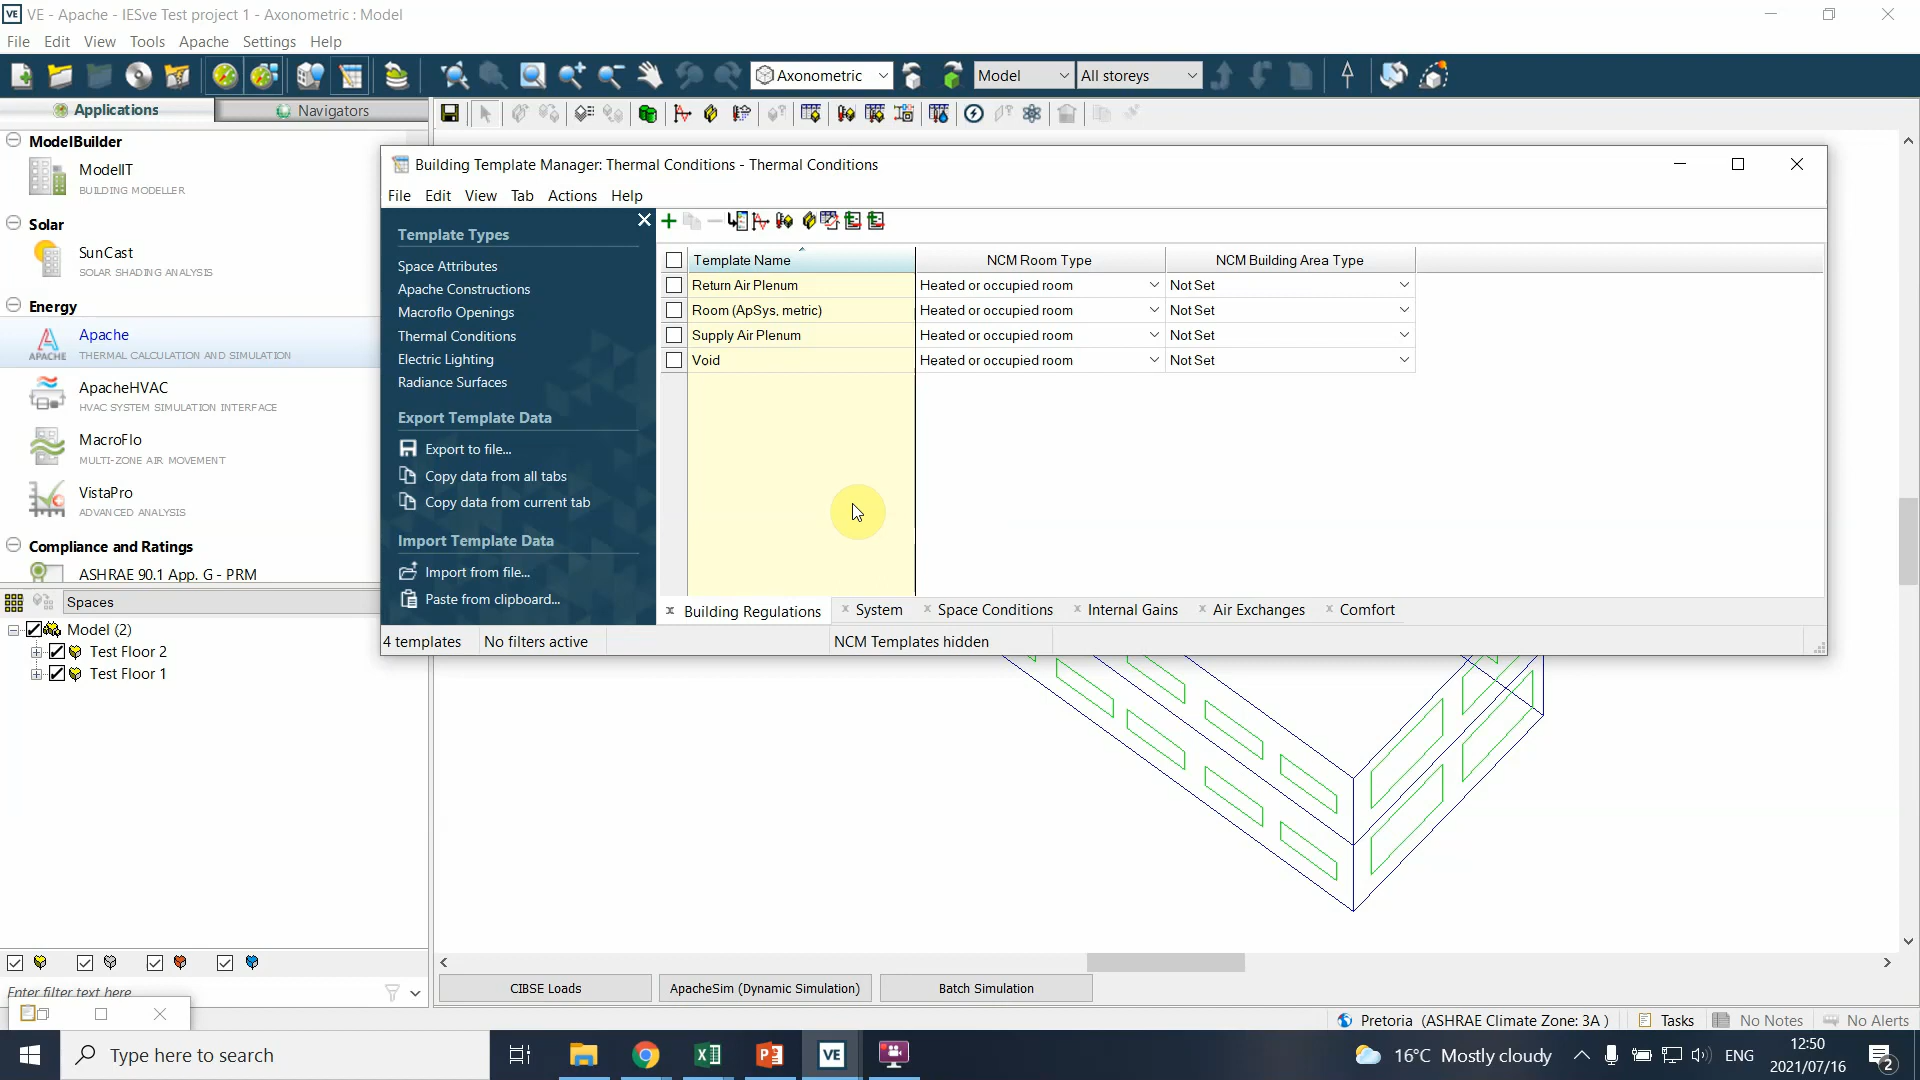 VE - Apache - IESve Test project 1 - Axonometric : Model
File Edit View Tools Apache Settings Help
Axonometric Model All storeys
Applications Navigators
ModelBuilder
ModelIT
BUILDING MODELLER
Solar
SunCast
SOLAR SHADING ANALYSIS
Energy
Apache
APACHE THERMAL CALCULATION AND SIMULATION
ApacheHVAC
HVAC SYSTEM SIMULATION INTERFACE
MacroFlo
MULTI-ZONE AIR MOVEMENT
VistaPro
ADVANCED ANALYSIS
Compliance and Ratings
ASHRAE 90.1 App. G - PRM
Spaces
Model (2)
Test Floor 2
Test Floor 1
Enter filter text here
Building Template Manager: Thermal Conditions - Thermal Conditions
File Edit View Tab Actions Help
Template Types
Space Attributes
Apache Constructions
Macroflo Openings
Thermal Conditions
Electric Lighting
Radiance Surfaces
Export Template Data
Export to file...
Copy data from all tabs
Copy data from current tab
Import Template Data
Import from file...
Paste from clipboard...
Template Name NCM Room Type NCM Building Area Type
Return Air Plenum Heated or occupied room Not Set
Room (ApSys, metric) Heated or occupied room Not Set
Supply Air Plenum Heated or occupied room Not Set
Void Heated or occupied room Not Set
Building Regulations System Space Conditions Internal Gains Air Exchanges Comfort
4 templates No filters active NCM Templates hidden
CIBSE Loads ApacheSim (Dynamic Simulation) Batch Simulation
Pretoria (ASHRAE Climate Zone: 3A ) Tasks No Notes No Alerts
Type here to search
VE
16°C Mostly cloudy ENG
12:50
2021/07/16
2